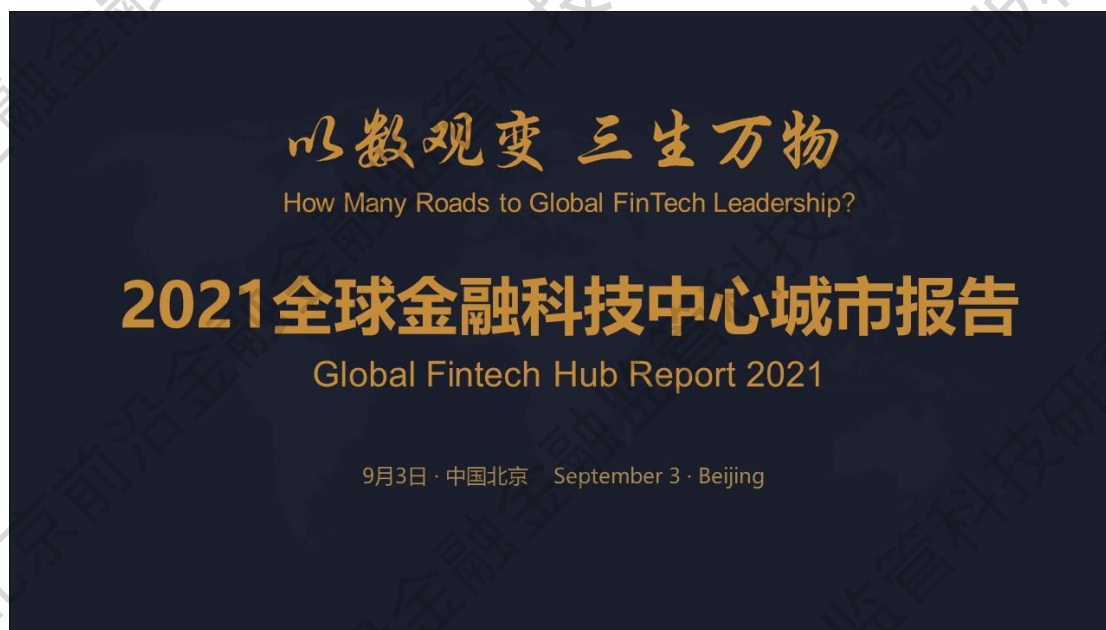 以数观变 三生万物
How Many Roads to Global FinTech Leadership?
2021全球金融科技中心城市报告
Global Fintech Hub Report 2021
9月3日 · 中国北京 September 3 · Beijing